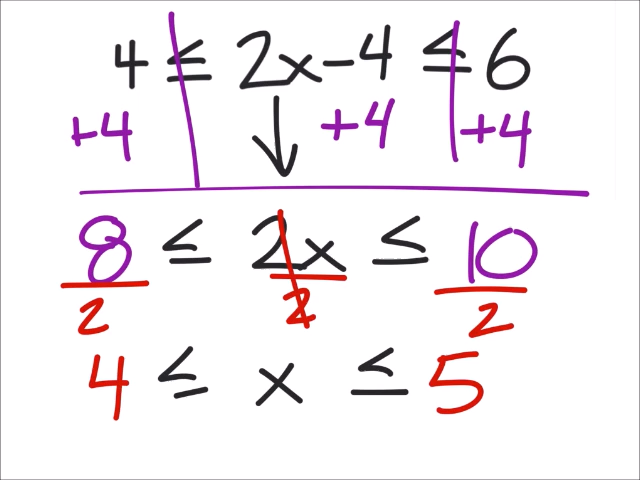 4 ≤ 2x-4 ≤ 6
+4 +4 +4
8 ≤ 2x ≤ 10
2 2 2
4 ≤ x ≤ 5